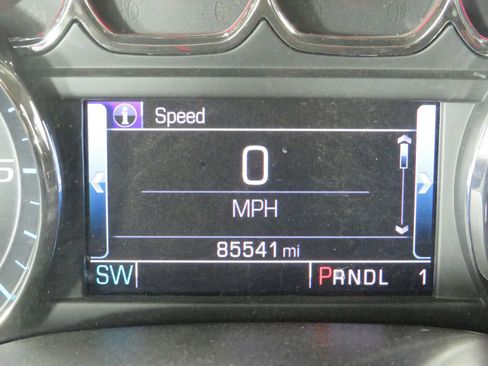 i Speed
0
MPH
85541 mi
SW PRNDL 1